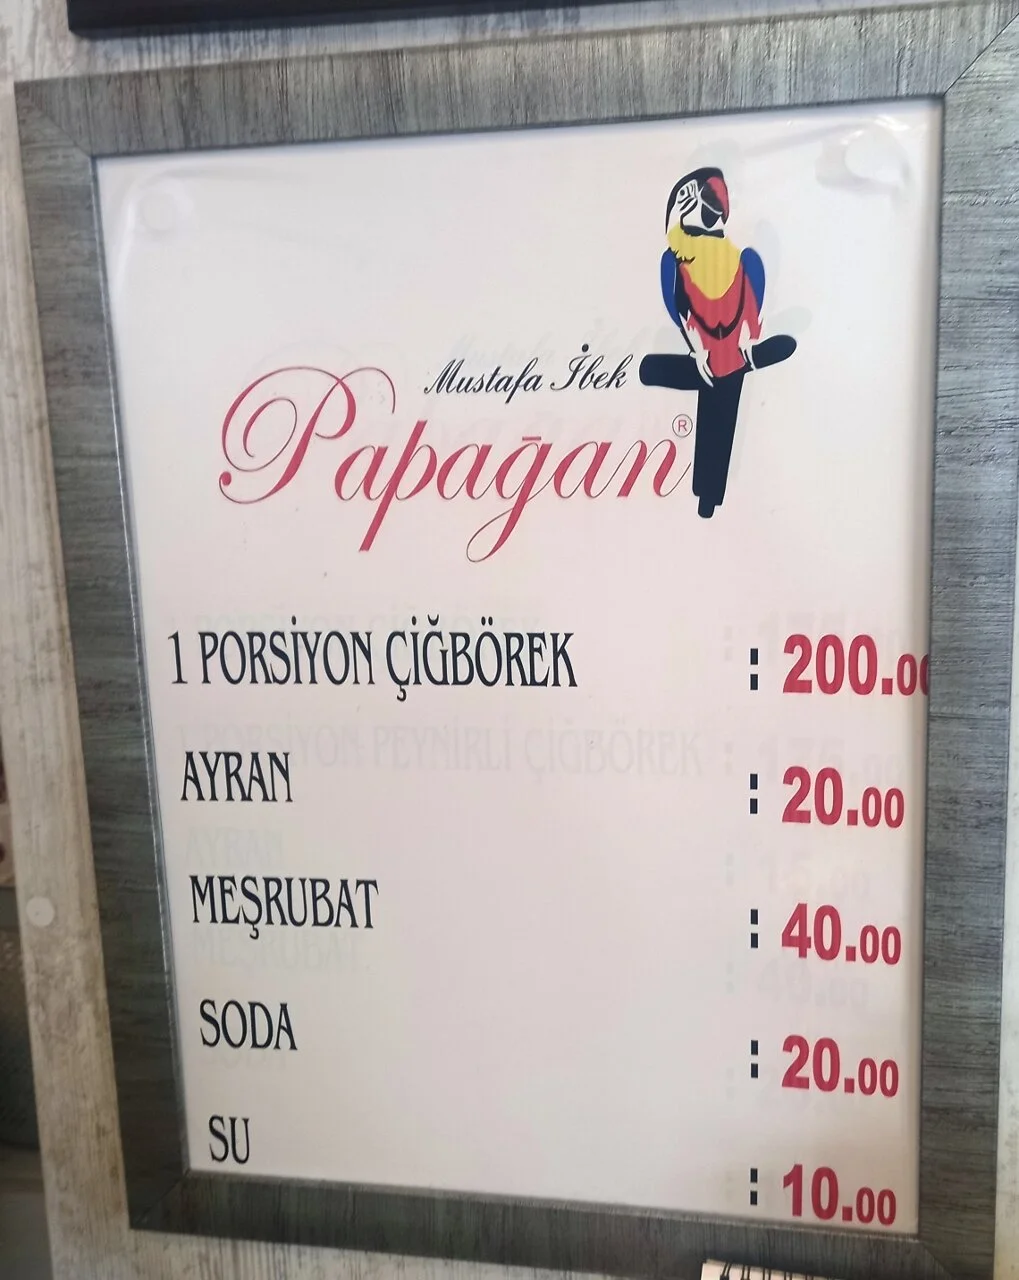 Mustafa İbek
Papağan®
1 PORSİYON ÇİĞBÖREK : 200.00
AYRAN : 20.00
MEŞRUBAT : 40.00
SODA : 20.00
SU : 10.00